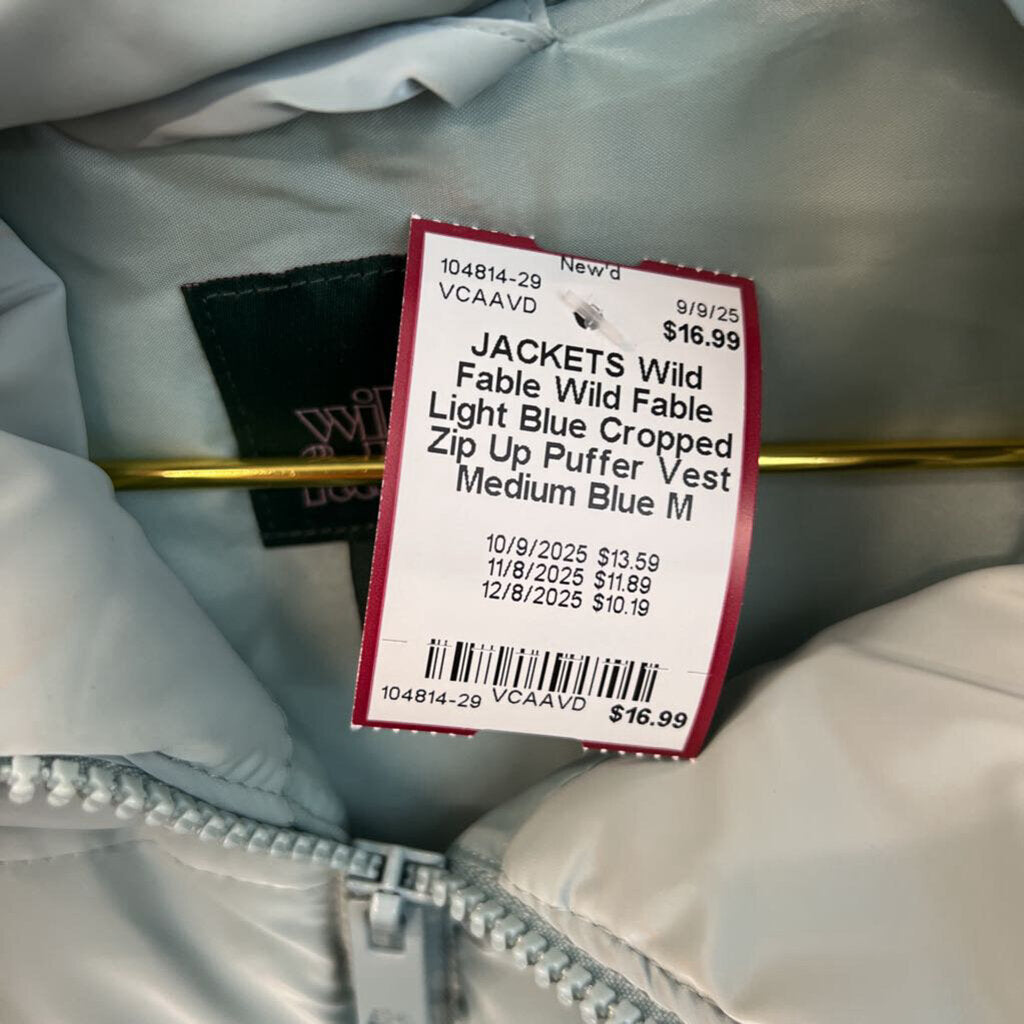 New'd
104814-29
VCAAVD
9/9/25
$16.99
JACKETS Wild
Fable Wild Fable
Light Blue Cropped
Zip Up Puffer Vest
Medium Blue M
10/9/2025 $13.59
11/8/2025 $11.89
12/8/2025 $10.19
104814-29 VCAAVD $16.99